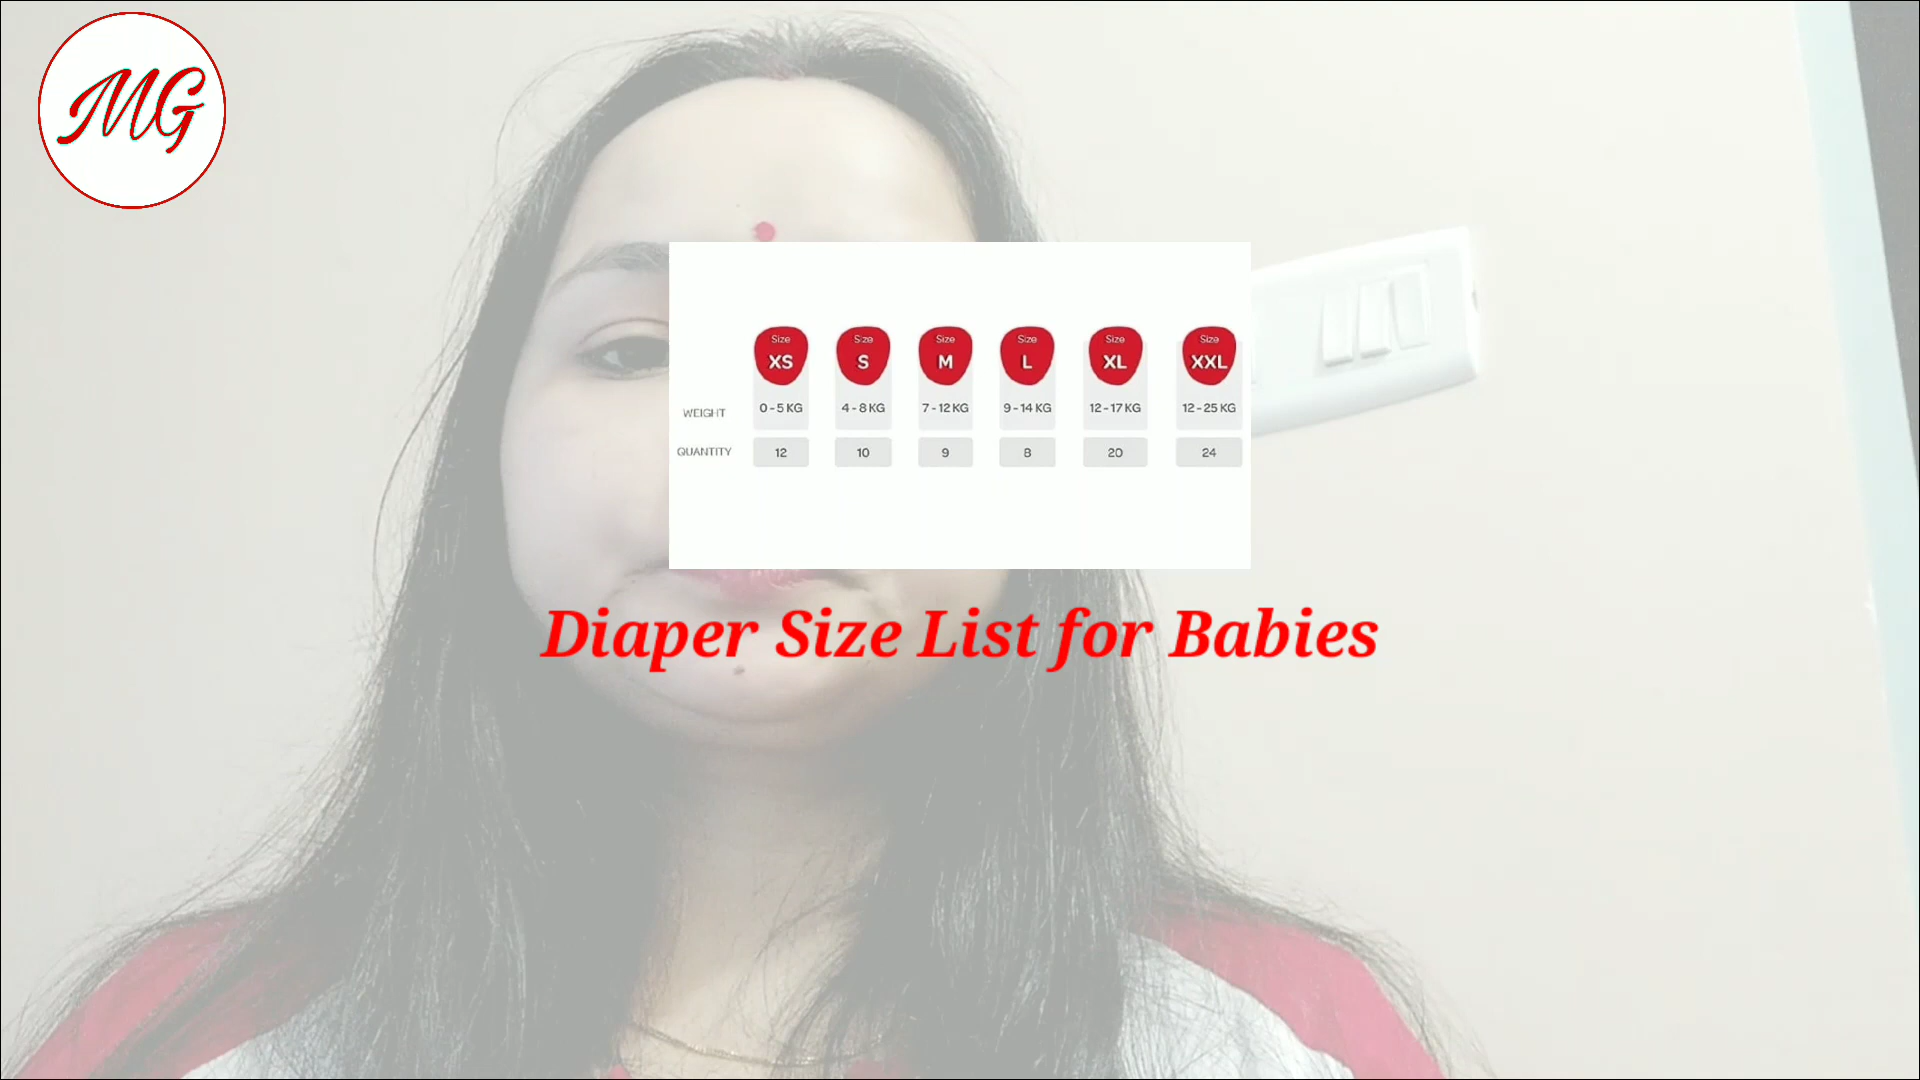 MG
Size Size Size Size Size Size
XS S M L XL XXL
WEIGHT 0-5 KG 4-8 KG 7-12 KG 9-14 KG 12-17 KG 12-25 KG
QUANTITY 12 10 9 8 20 24
Diaper Size List for Babies